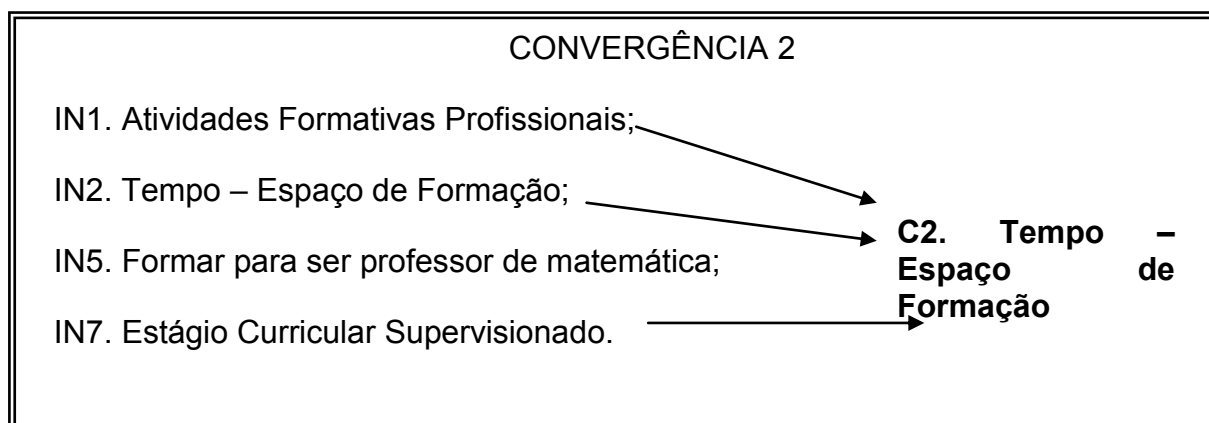 CONVERGÊNCIA 2
IN1. Atividades Formativas Profissionais;
IN2. Tempo – Espaço de Formação;
IN5. Formar para ser professor de matemática;
IN7. Estágio Curricular Supervisionado.
C2. Tempo –
Espaço de
Formação